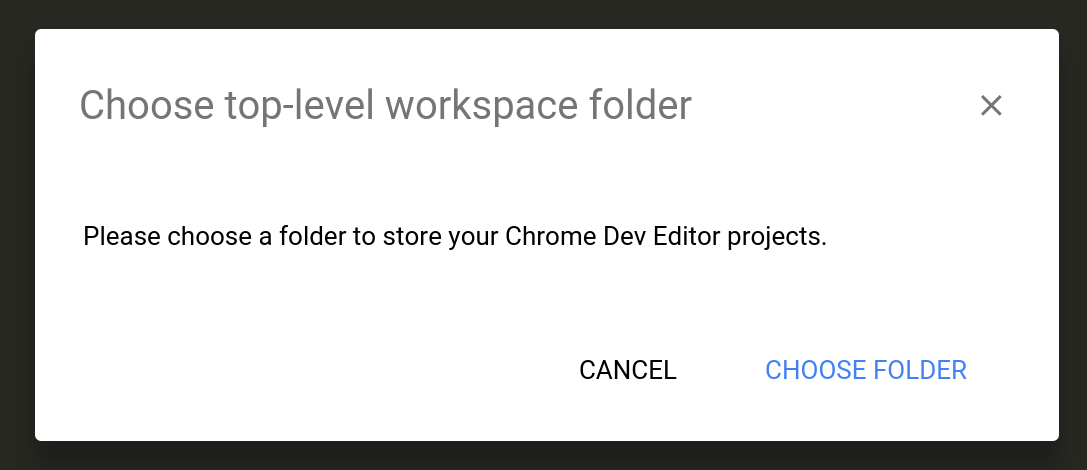 Choose top-level workspace folder
Please choose a folder to store your Chrome Dev Editor projects.
CANCEL CHOOSE FOLDER